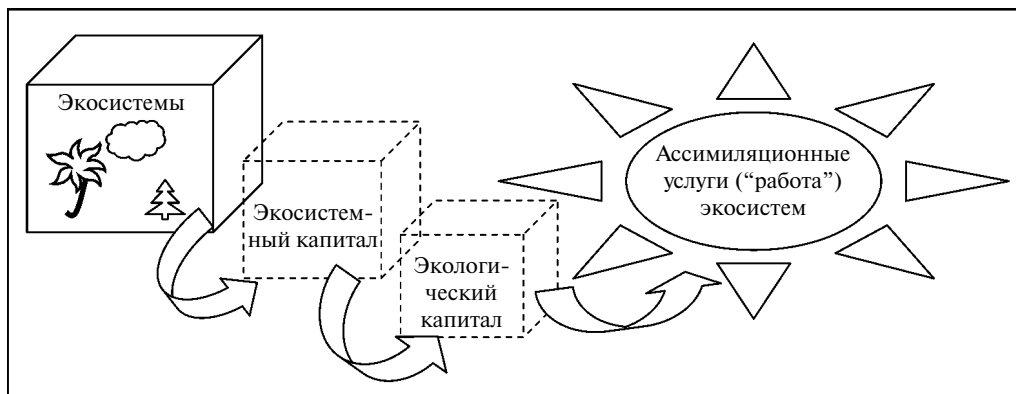 Экосистемы
Экосистем-
ный капитал
Экологи-
ческий
капитал
Ассимиляционные
услуги (“работа”)
экосистем